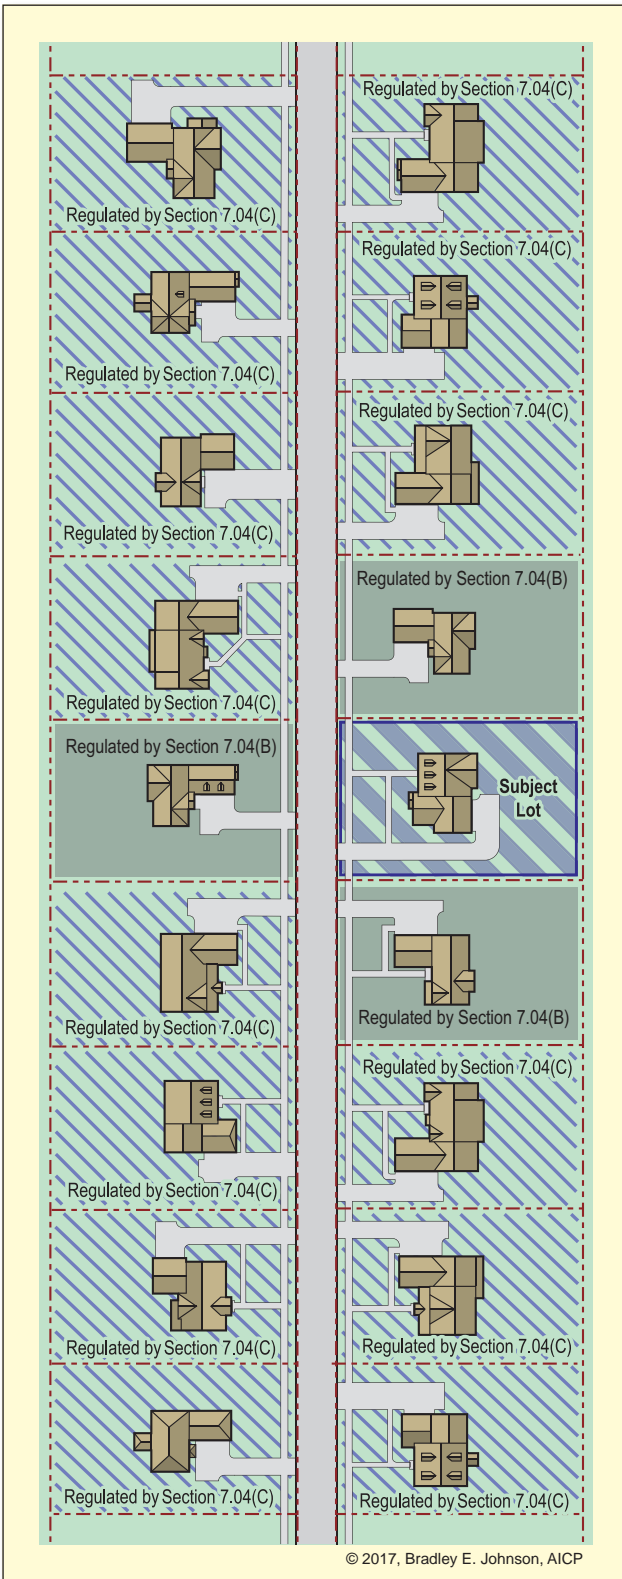 Regulated by Section 7.04(C)
Regulated by Section 7.04(C)
Regulated by Section 7.04(C)
Regulated by Section 7.04(C)
Regulated by Section 7.04(C)
Regulated by Section 7.04(C)
Regulated by Section 7.04(B)
Regulated by Section 7.04(C)
Regulated by Section 7.04(B)
Subject
Lot
Regulated by Section 7.04(B)
Regulated by Section 7.04(C)
Regulated by Section 7.04(C)
Regulated by Section 7.04(C)
Regulated by Section 7.04(C)
Regulated by Section 7.04(C)
Regulated by Section 7.04(C)
Regulated by Section 7.04(C)
© 2017, Bradley E. Johnson, AICP